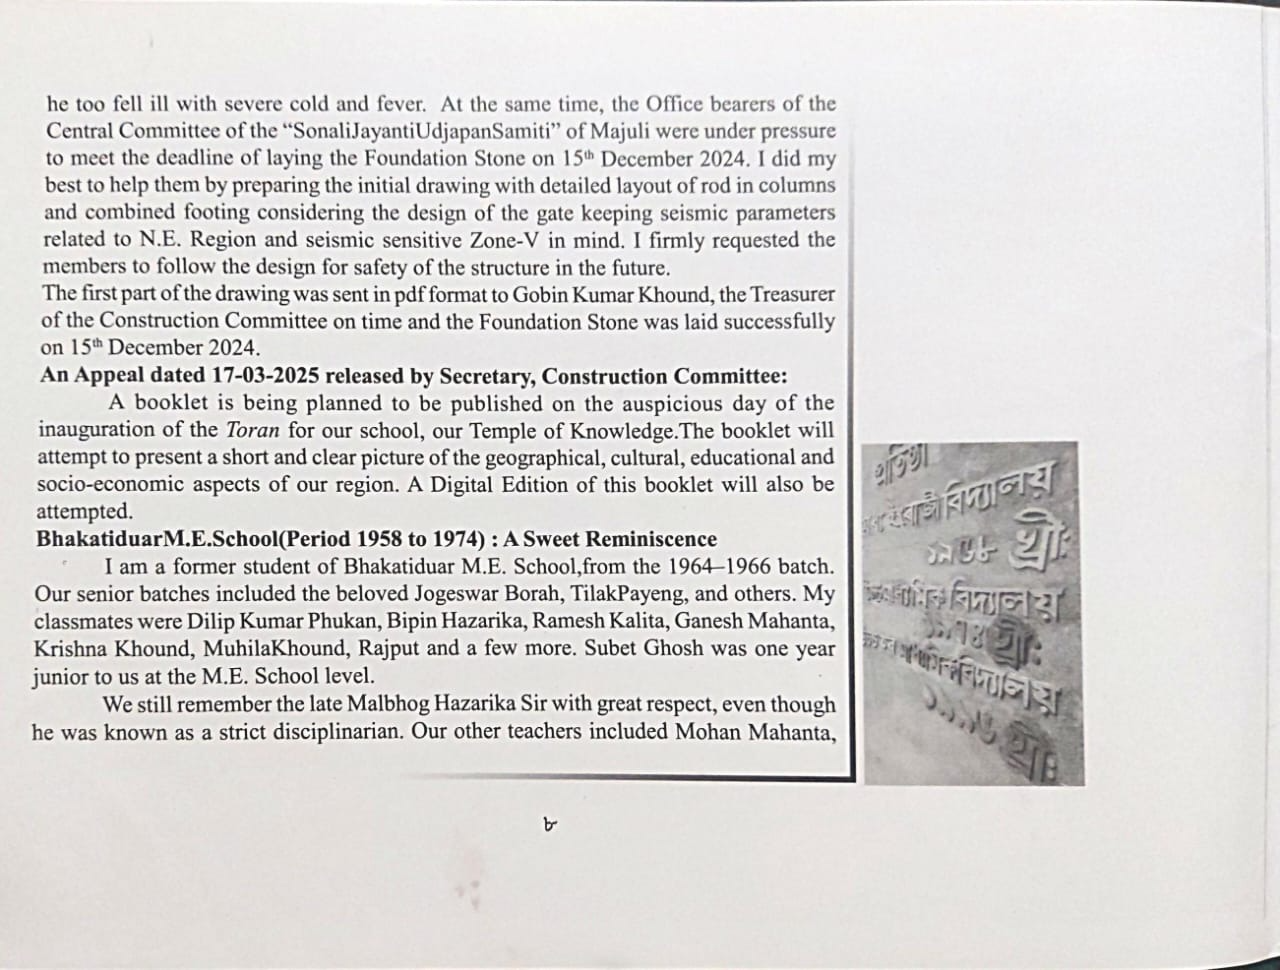 he too fell ill with severe cold and fever. At the same time, the Office bearers of the
Central Committee of the “SonaliJayantiUdjapanSamiti” of Majuli were under pressure
to meet the deadline of laying the Foundation Stone on 15th December 2024. I did my
best to help them by preparing the initial drawing with detailed layout of rod in columns
and combined footing considering the design of the gate keeping seismic parameters
related to N.E. Region and seismic sensitive Zone-V in mind. I firmly requested the
members to follow the design for safety of the structure in the future.
The first part of the drawing was sent in pdf format to Gobin Kumar Khound, the Treasurer
of the Construction Committee on time and the Foundation Stone was laid successfully
on 15th December 2024.
An Appeal dated 17-03-2025 released by Secretary, Construction Committee:
A booklet is being planned to be published on the auspicious day of the
inauguration of the Toran for our school, our Temple of Knowledge.The booklet will
attempt to present a short and clear picture of the geographical, cultural, educational and
socio-economic aspects of our region. A Digital Edition of this booklet will also be
attempted.
BhakatiduarM.E.School(Period 1958 to 1974) : A Sweet Reminiscence
I am a former student of Bhakatiduar M.E. School,from the 1964–1966 batch.
Our senior batches included the beloved Jogeswar Borah, TilakPayeng, and others. My
classmates were Dilip Kumar Phukan, Bipin Hazarika, Ramesh Kalita, Ganesh Mahanta,
Krishna Khound, MuhilaKhound, Rajput and a few more. Subet Ghosh was one year
junior to us at the M.E. School level.
We still remember the late Malbhog Hazarika Sir with great respect, even though
he was known as a strict disciplinarian. Our other teachers included Mohan Mahanta,
প্ৰতিষ্ঠা
বিদ্যালয়
খ্ৰীঃ
বিদ্যালয়
১৯৭৪ খ্ৰীঃ
বিদ্যালয়
১৯৯৬ খ্ৰীঃ
৮